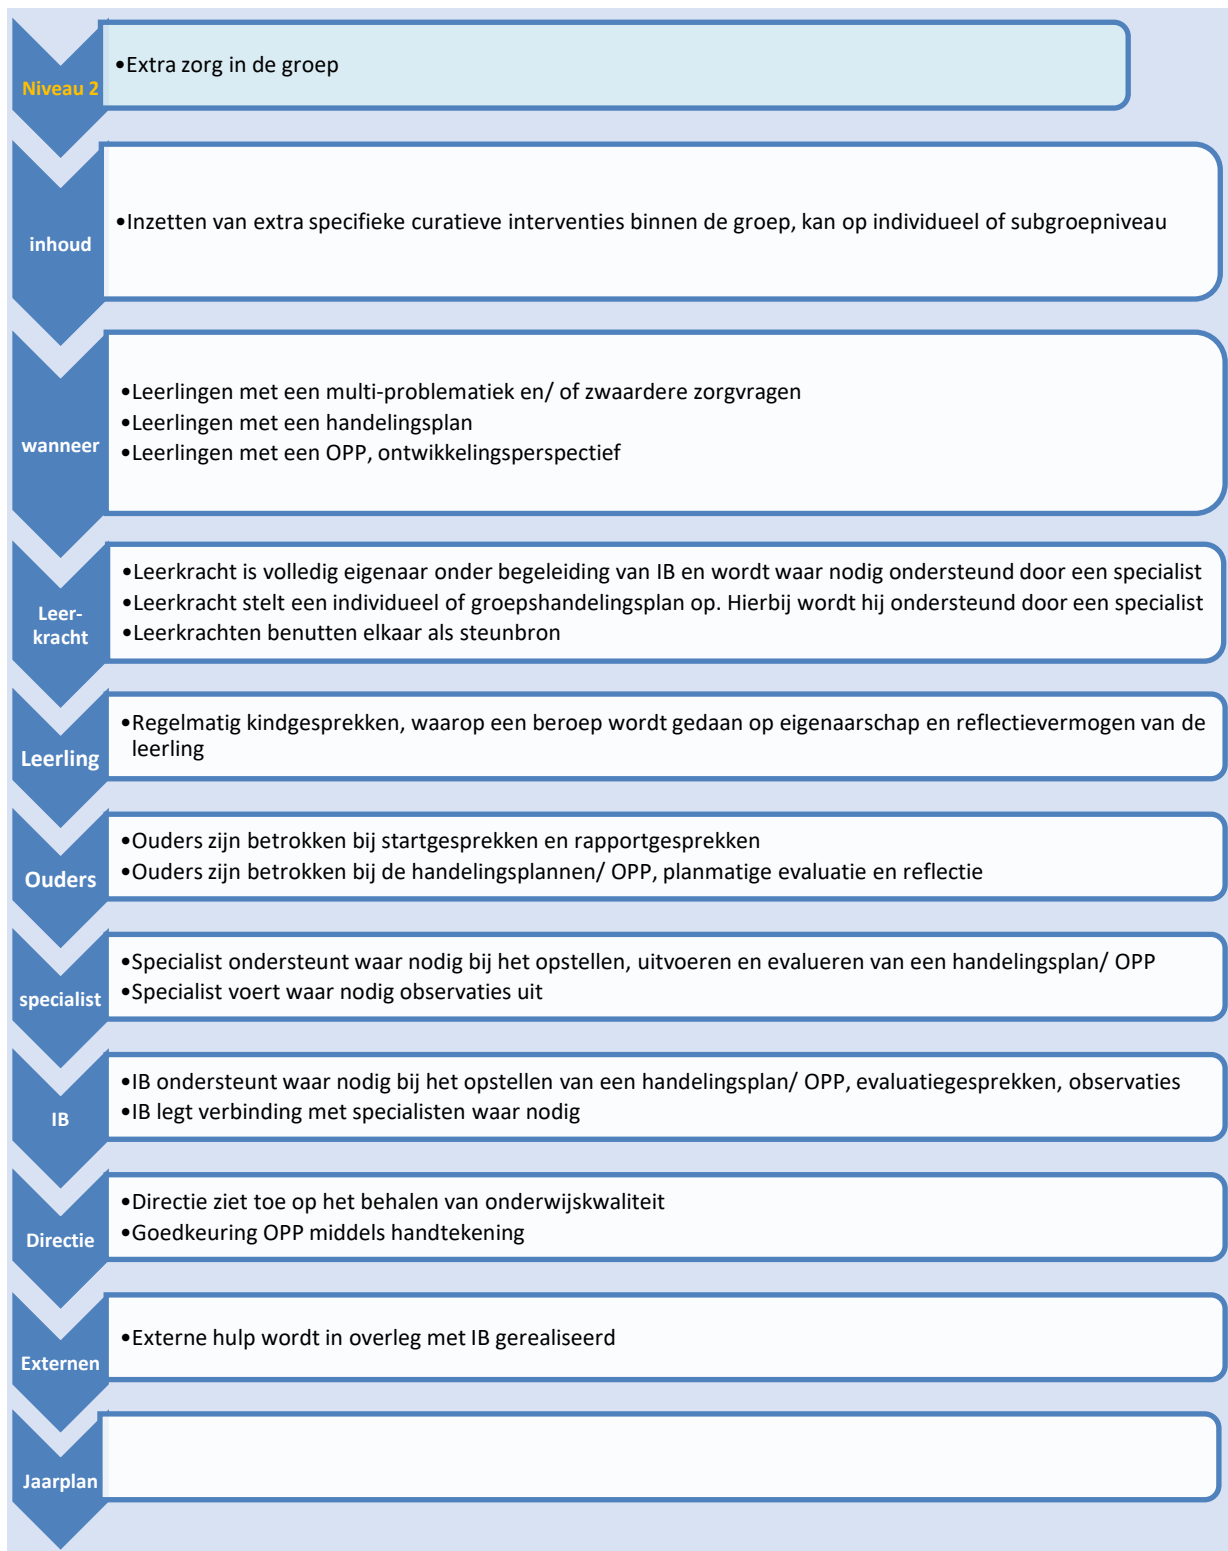 Niveau 2
•Extra zorg in de groep
inhoud
•Inzetten van extra specifieke curatieve interventies binnen de groep, kan op individueel of subgroepniveau
wanneer
•Leerlingen met een multi-problematiek en/ of zwaardere zorgvragen
•Leerlingen met een handelingsplan
•Leerlingen met een OPP, ontwikkelingsperspectief
Leer-
kracht
•Leerkracht is volledig eigenaar onder begeleiding van IB en wordt waar nodig ondersteund door een specialist
•Leerkracht stelt een individueel of groepshandelingsplan op. Hierbij wordt hij ondersteund door een specialist
•Leerkrachten benutten elkaar als steunbron
Leerling
•Regelmatig kindgesprekken, waarop een beroep wordt gedaan op eigenaarschap en reflectievermogen van de
leerling
Ouders
•Ouders zijn betrokken bij startgesprekken en rapportgesprekken
•Ouders zijn betrokken bij de handelingsplannen/ OPP, planmatige evaluatie en reflectie
specialist
•Specialist ondersteunt waar nodig bij het opstellen, uitvoeren en evalueren van een handelingsplan/ OPP
•Specialist voert waar nodig observaties uit
IB
•IB ondersteunt waar nodig bij het opstellen van een handelingsplan/ OPP, evaluatiegesprekken, observaties
•IB legt verbinding met specialisten waar nodig
Directie
•Directie ziet toe op het behalen van onderwijskwaliteit
•Goedkeuring OPP middels handtekening
Externen
•Externe hulp wordt in overleg met IB gerealiseerd
Jaarplan